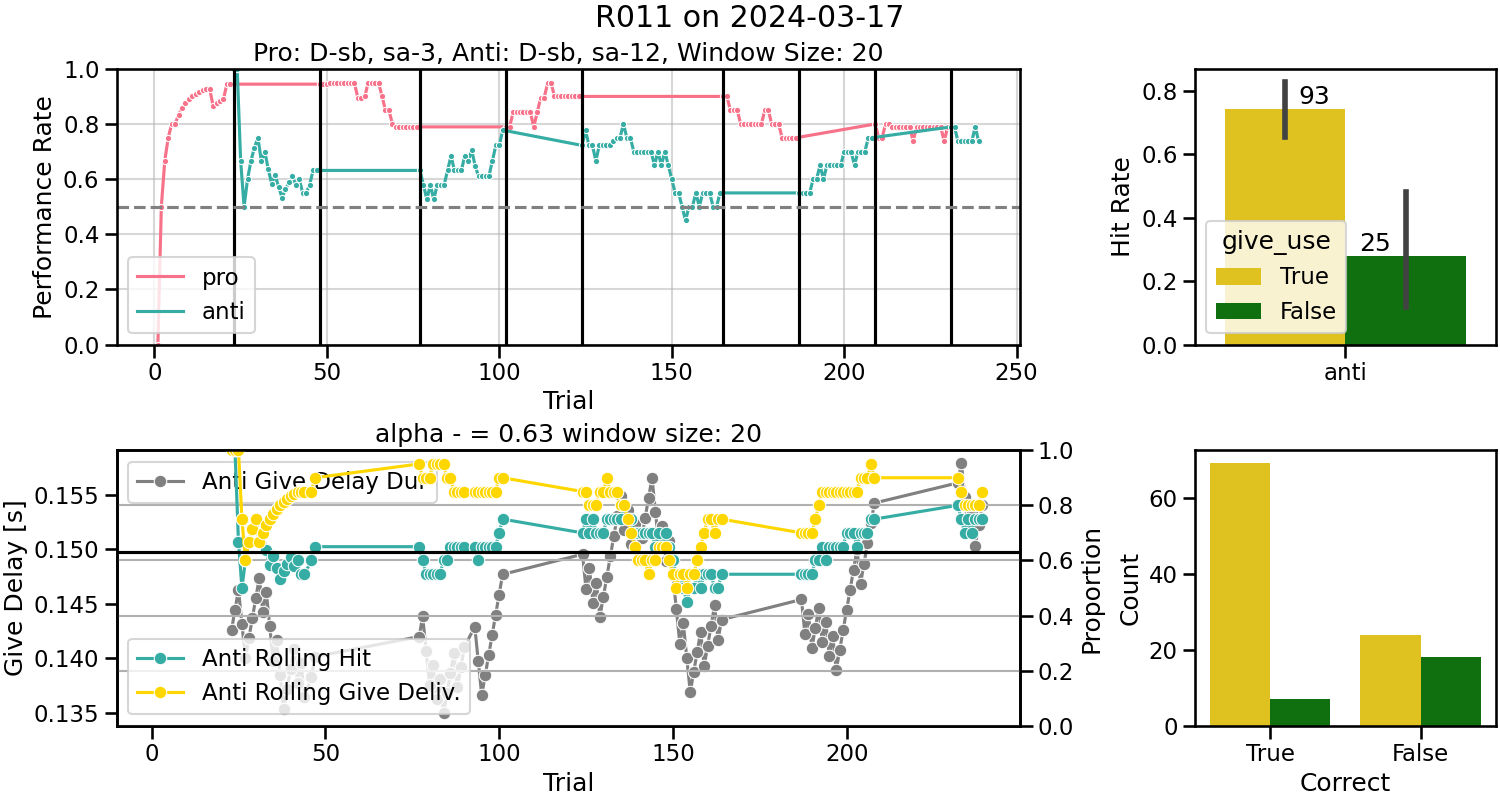 R011 on 2024-03-17
Pro: D-sb, sa-3, Anti: D-sb, sa-12, Window Size: 20
Performance Rate
1.0
0.8
0.6
0.4
0.2
0.0
pro
anti
0 50 100 150 200 250
Trial
Hit Rate
0.8
0.6
0.4
0.2
0.0
93
25
give_use
True
False
anti
alpha - = 0.63 window size: 20
Give Delay [s]
0.155
0.150
0.145
0.140
0.135
Anti Give Delay Dur
Anti Rolling Hit
Anti Rolling Give Deliv.
1.0
0.8
0.6
0.4
0.2
0.0
Proportion
0 50 100 150 200
Trial
Count
60
40
20
0
True False
Correct